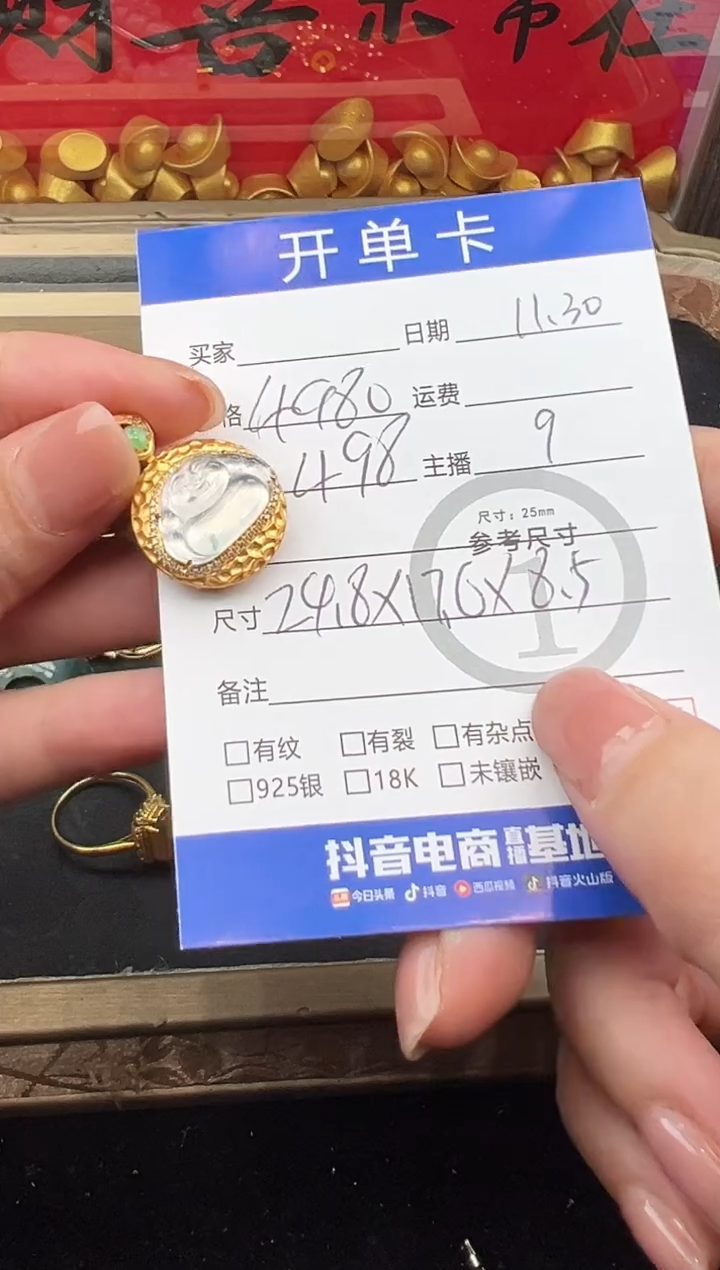 开单卡
买家 日期 11.30
格 4980 运费
498 主播 9
尺寸：25mm
参考尺寸
1
尺寸 24.8X17.0X8.5
备注
□有纹 □有裂 □有杂点
□925银 □18K □未镶嵌
抖音电商直播基地
今日头条 抖音 西瓜视频 抖音火山版